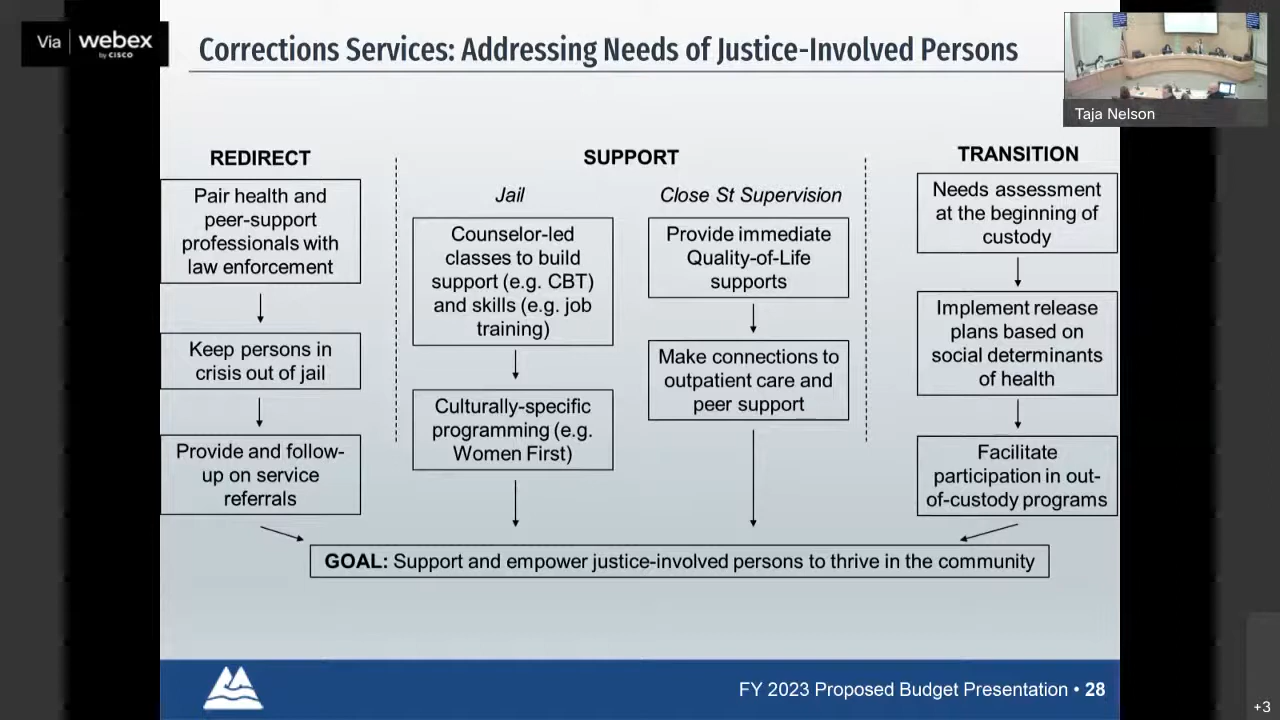 Via webex
by CISCO
Corrections Services: Addressing Needs of Justice-Involved Persons
Taja Nelson
REDIRECT
Pair health and
peer-support
professionals with
law enforcement
Keep persons in
crisis out of jail
Provide and follow-
up on service
referrals
SUPPORT
Jail
Counselor-led
classes to build
support (e.g. CBT)
and skills (e.g. job
training)
Culturally-specific
programming (e.g.
Women First)
Close St Supervision
Provide immediate
Quality-of-Life
supports
Make connections to
outpatient care and
peer support
TRANSITION
Needs assessment
at the beginning of
custody
Implement release
plans based on
social determinants
of health
Facilitate
participation in out-
of-custody programs
GOAL: Support and empower justice-involved persons to thrive in the community
FY 2023 Proposed Budget Presentation • 28
+3